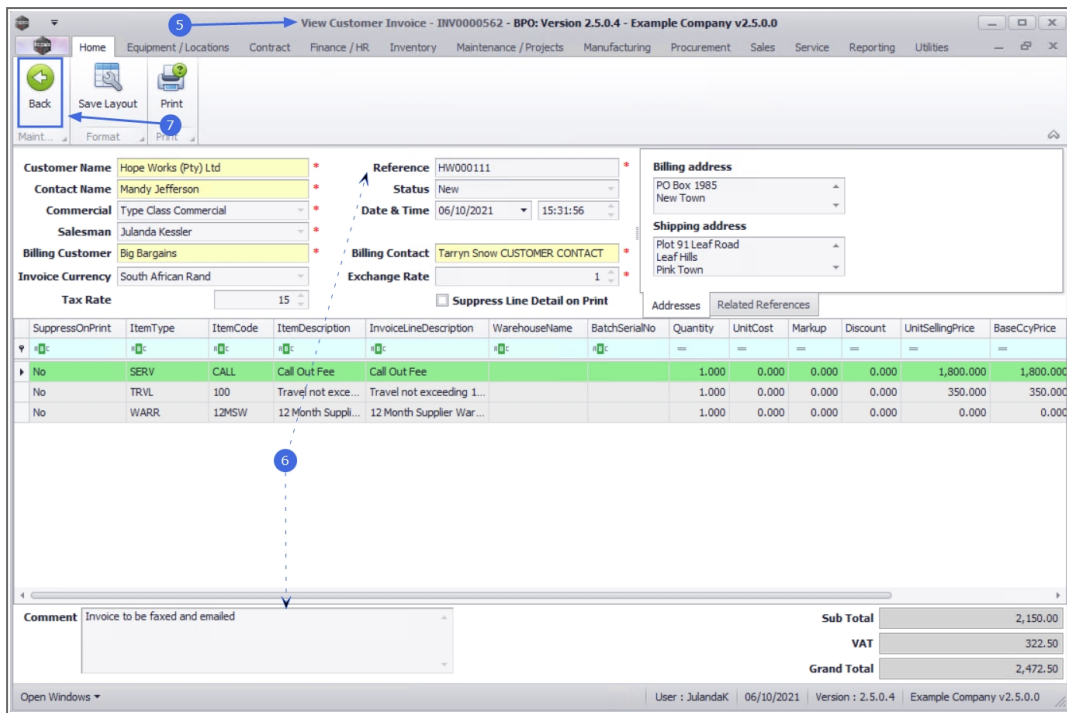 5
View Customer Invoice - INV0000562 - BPO: Version 2.5.0.4 - Example Company v2.5.0.0
Home Equipment / Locations Contract Finance / HR Inventory Maintenance / Projects Manufacturing Procurement Sales Service Reporting Utilities
Back Save Layout Print
7
Maint... Format Print
Customer Name Hope Works (Pty) Ltd * Reference HW000111 * Billing address
Contact Name Mandy Jefferson * Status New PO Box 1985
New Town
Commercial Type Class Commercial * Date & Time 06/10/2021 15:31:56
Salesman Julanda Kessler * Shipping address
Billing Customer Big Bargains * Billing Contact Tarryn Snow CUSTOMER CONTACT * Plot 91 Leaf Road
Leaf Hills
Invoice Currency South African Rand Exchange Rate 1 * Pink Town
Tax Rate 15 Suppress Line Detail on Print Addresses Related References
SuppressOnPrint ItemType ItemCode ItemDescription InvoiceLineDescription WarehouseName BatchSerialNo Quantity UnitCost Markup Discount UnitSellingPrice BaseCcyPrice
No SERV CALL Call Out Fee Call Out Fee 1.000 0.000 0.000 0.000 1,800.000 1,800.000
No TRVL 100 Travel not exce... Travel not exceeding 1... 1.000 0.000 0.000 0.000 350.000 350.000
No WARR 12MSW 12 Month Suppli... 12 Month Supplier War... 1.000 0.000 0.000 0.000 0.000 0.000
6
Comment Invoice to be faxed and emailed Sub Total 2,150.00
VAT 322.50
Grand Total 2,472.50
Open Windows User : JulandaK 06/10/2021 Version : 2.5.0.4 Example Company v2.5.0.0